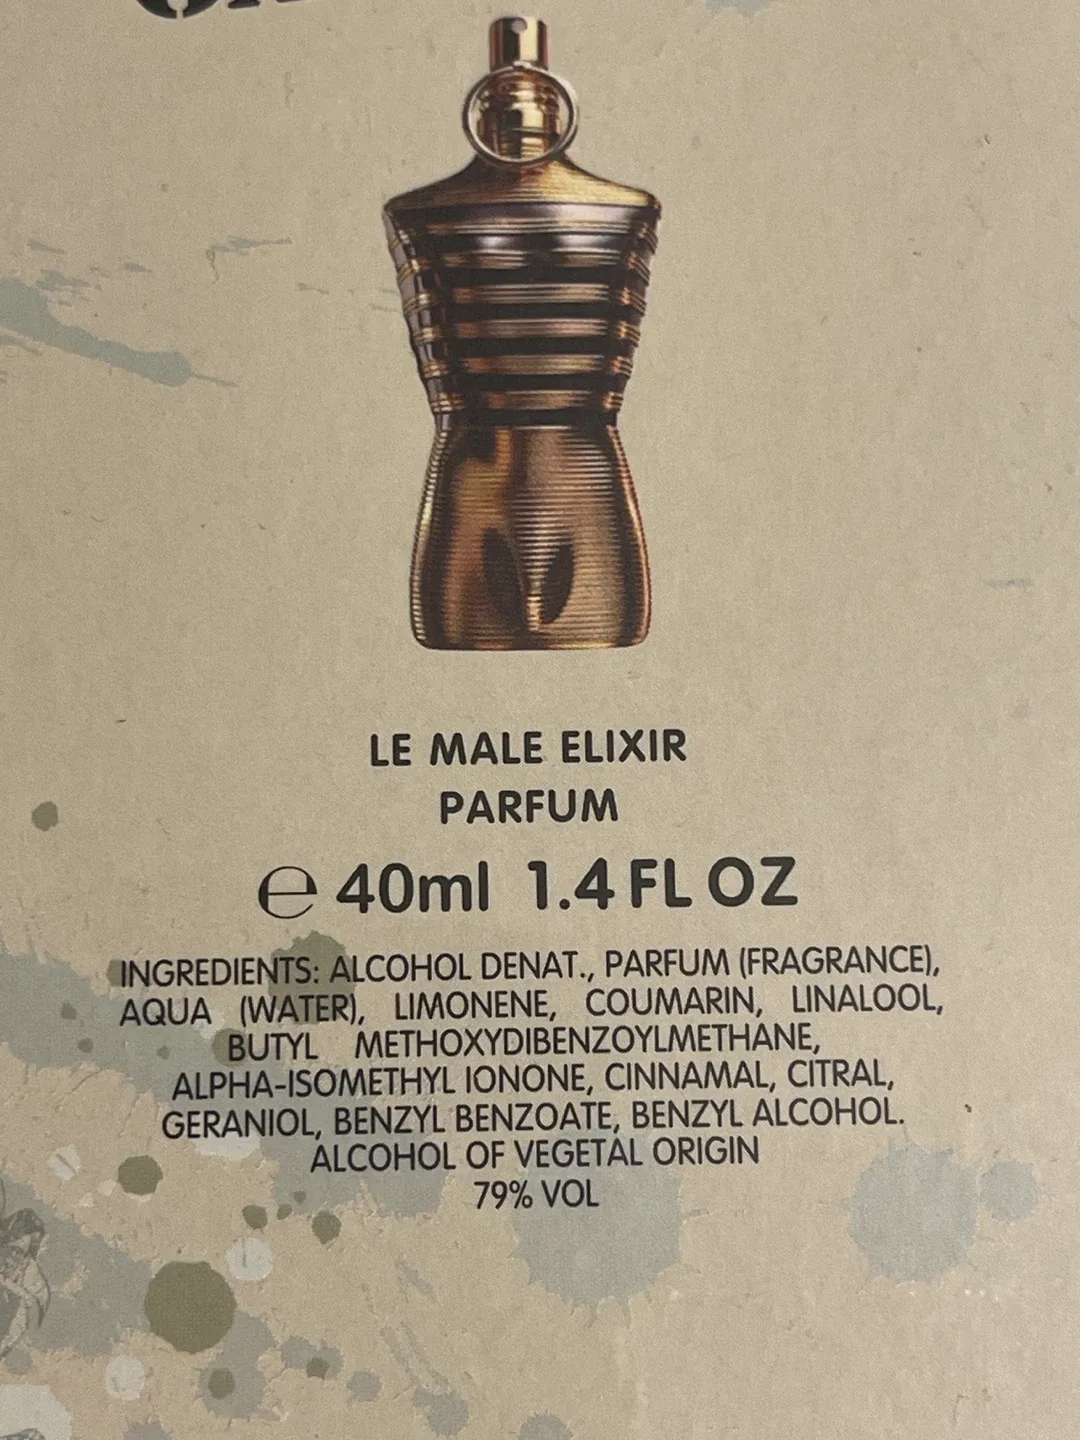 LE MALE ELIXIR
PARFUM
℮ 40ml 1.4 FL OZ
INGREDIENTS: ALCOHOL DENAT., PARFUM (FRAGRANCE),
AQUA (WATER), LIMONENE, COUMARIN, LINALOOL,
BUTYL METHOXYDIBENZOYLMETHANE,
ALPHA-ISOMETHYL IONONE, CINNAMAL, CITRAL,
GERANIOL, BENZYL BENZOATE, BENZYL ALCOHOL.
ALCOHOL OF VEGETAL ORIGIN
79% VOL